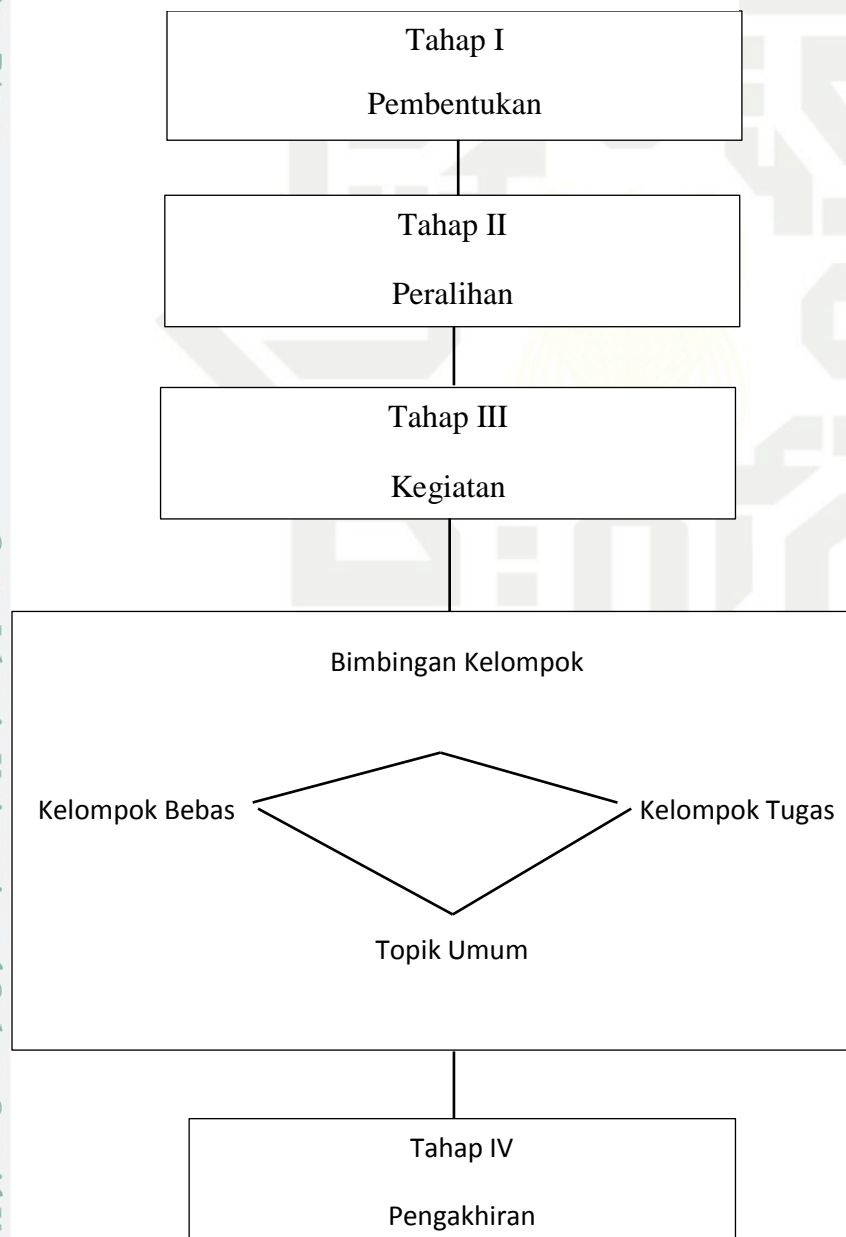 Tahap I
Pembentukan
Tahap II
Peralihan
Tahap III
Kegiatan
Bimbingan Kelompok
Kelompok Bebas
Kelompok Tugas
Topik Umum
Tahap IV
Pengakhiran